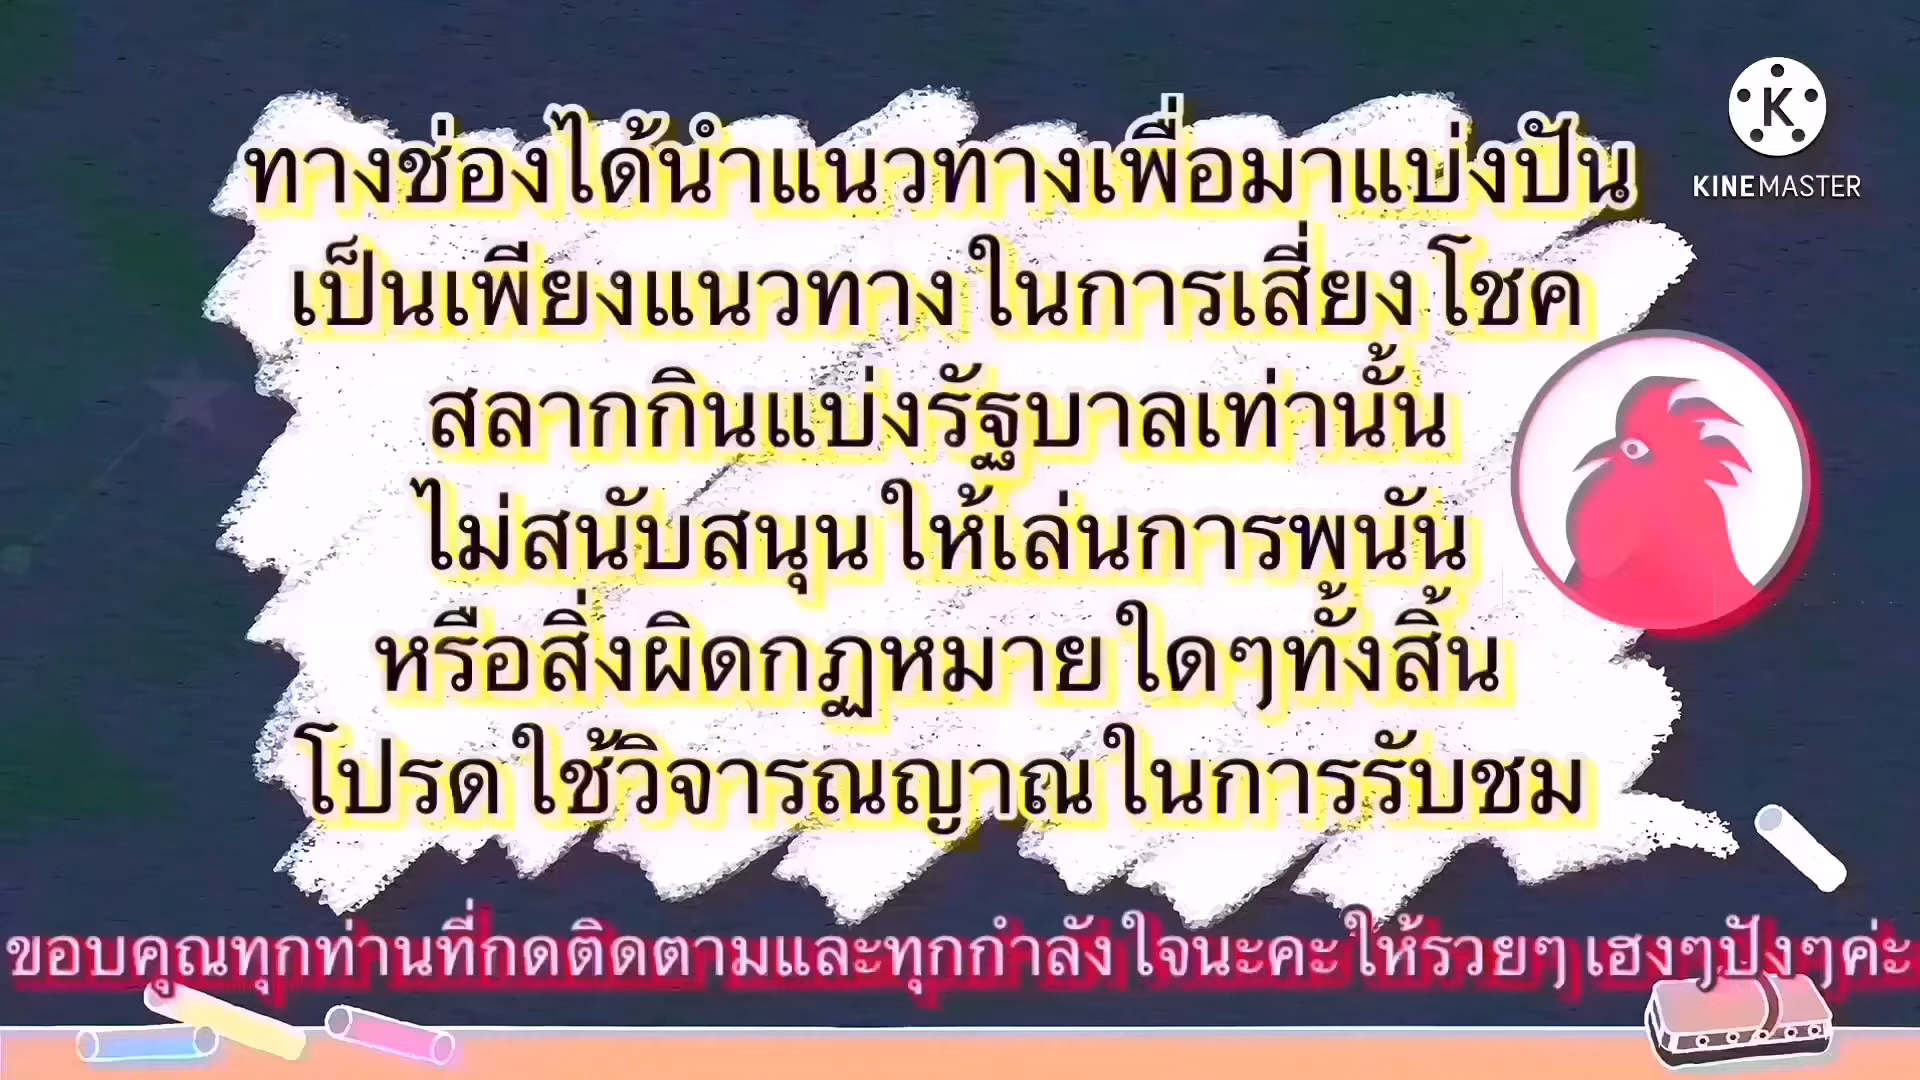 ทางช่องได้นำแนวทางเพื่อมาแบ่งปัน
เป็นเพียงแนวทางในการเสี่ยงโชค
สลากกินแบ่งรัฐบาลเท่านั้น
ไม่สนับสนุนให้เล่นการพนัน
หรือสิ่งผิดกฏหมายใดๆทั้งสิ้น
โปรดใช้วิจารณญาณในการรับชม
ขอบคุณทุกท่านที่กดติดตามและทุกกำลังใจนะคะให้รวยๆเฮงๆปังๆค่ะ
K
KINEMASTER